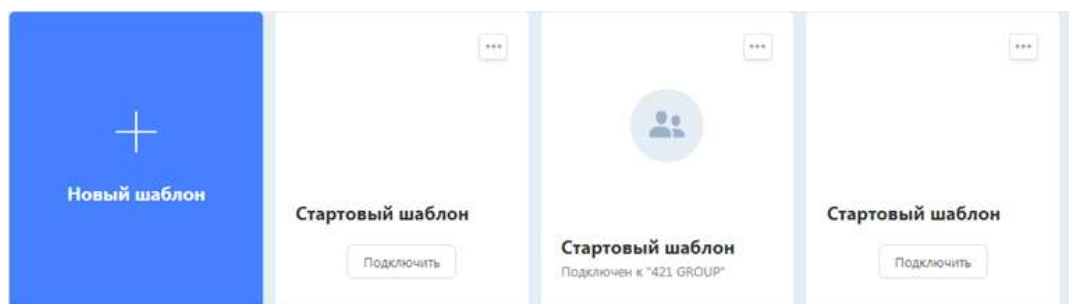 Новый шаблон
Стартовый шаблон
Подключить
Стартовый шаблон
Подключен к "421 GROUP"
Стартовый шаблон
Подключить